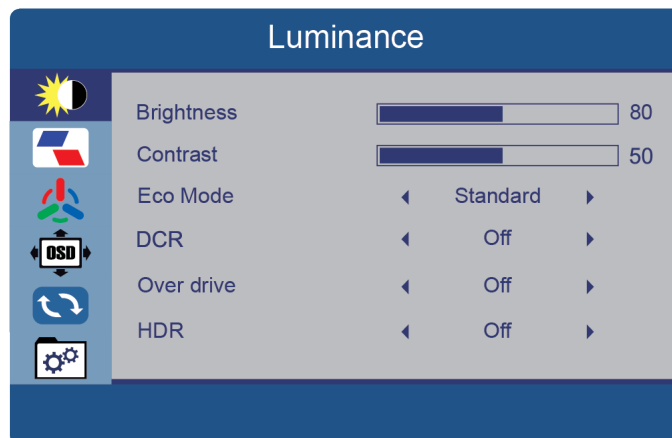 Luminance
Brightness 80
Contrast 50
Eco Mode Standard
DCR Off
OSD
Over drive Off
HDR Off